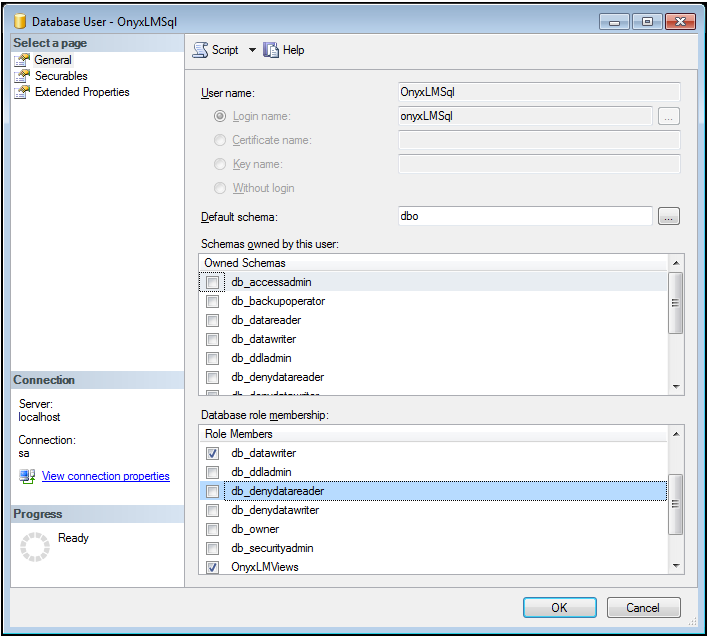 Database User - OnyxLMSql
Select a page
General
Securables
Extended Properties
Script
Help
User name:
OnyxLMSql
Login name:
onyxLMSql
...
Certificate name:
Key name:
Without login
Default schema:
dbo
...
Schemas owned by this user:
Owned Schemas
db_accessadmin
db_backupoperator
db_datareader
db_datawriter
db_ddladmin
db_denydatareader
db_denydatawriter
Database role membership:
Role Members
db_datawriter
db_ddladmin
db_denydatareader
db_denydatawriter
db_owner
db_securityadmin
OnyxLMViews
Connection
Server:
localhost
Connection:
sa
View connection properties
Progress
Ready
OK
Cancel